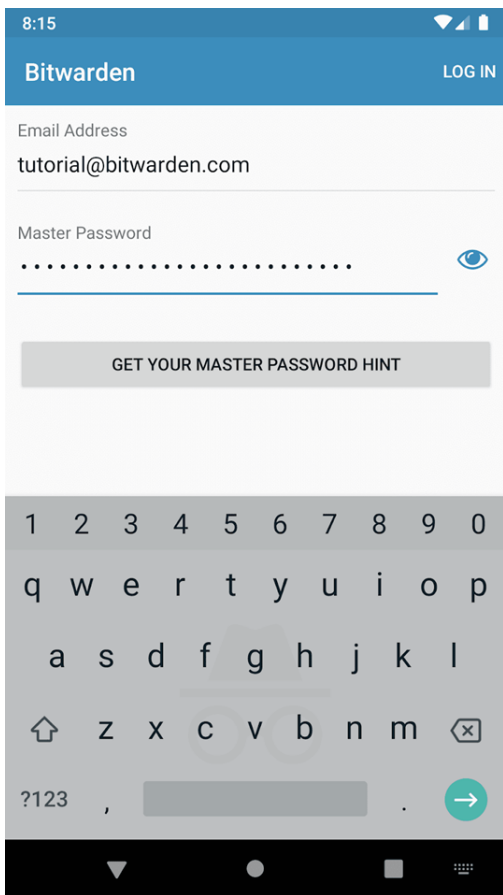 8:15
Bitwarden LOG IN
Email Address
tutorial@bitwarden.com
Master Password
••••••••••••••••••••••••••
GET YOUR MASTER PASSWORD HINT
1 2 3 4 5 6 7 8 9 0
q w e r t y u i o p
a s d f g h j k l
z x c v b n m
?123 , .